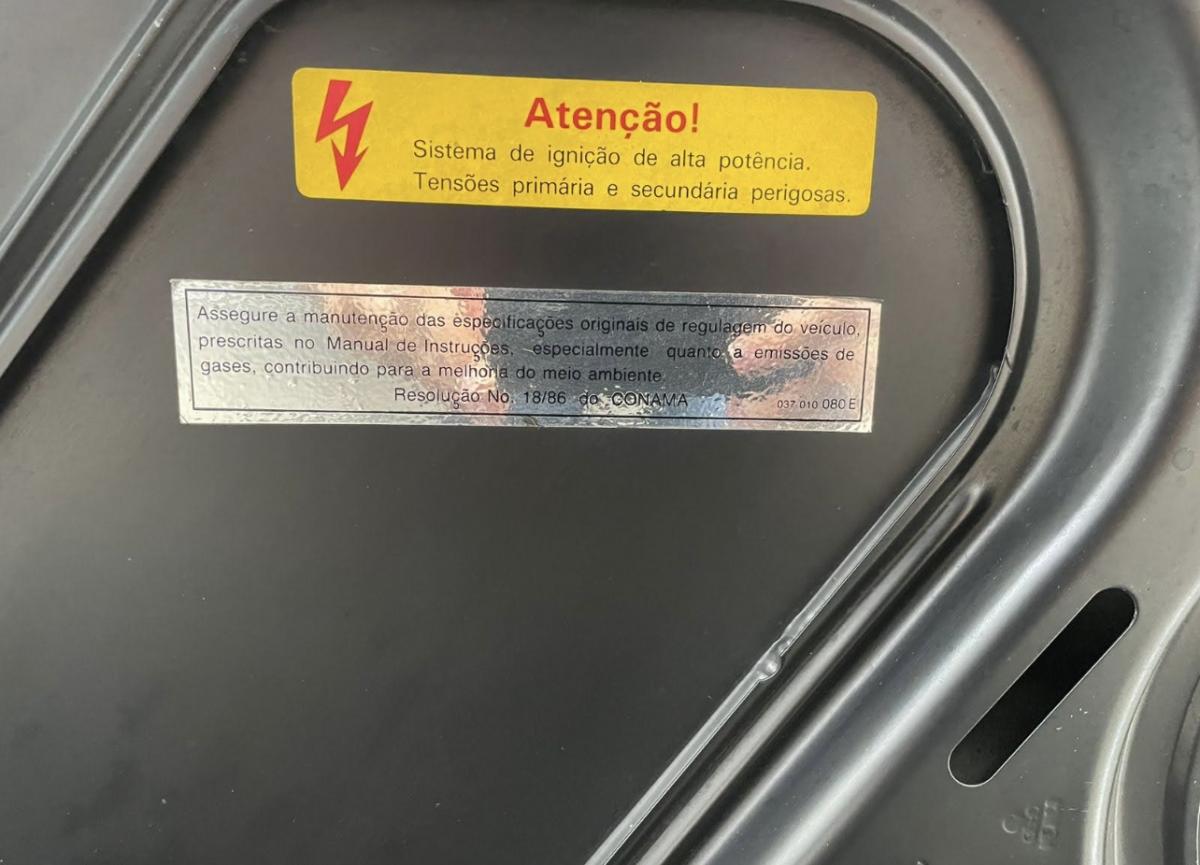 Atenção!
Sistema de ignição de alta potência.
Tensões primária e secundária perigosas.
Assegure a manutenção das especificações originais de regulagem do veículo,
prescritas no Manual de Instruções, especialmente quanto a emissões de
gases, contribuindo para a melhoria do meio ambiente.
Resolução No. 18/86 do CONAMA 037 010 080 E